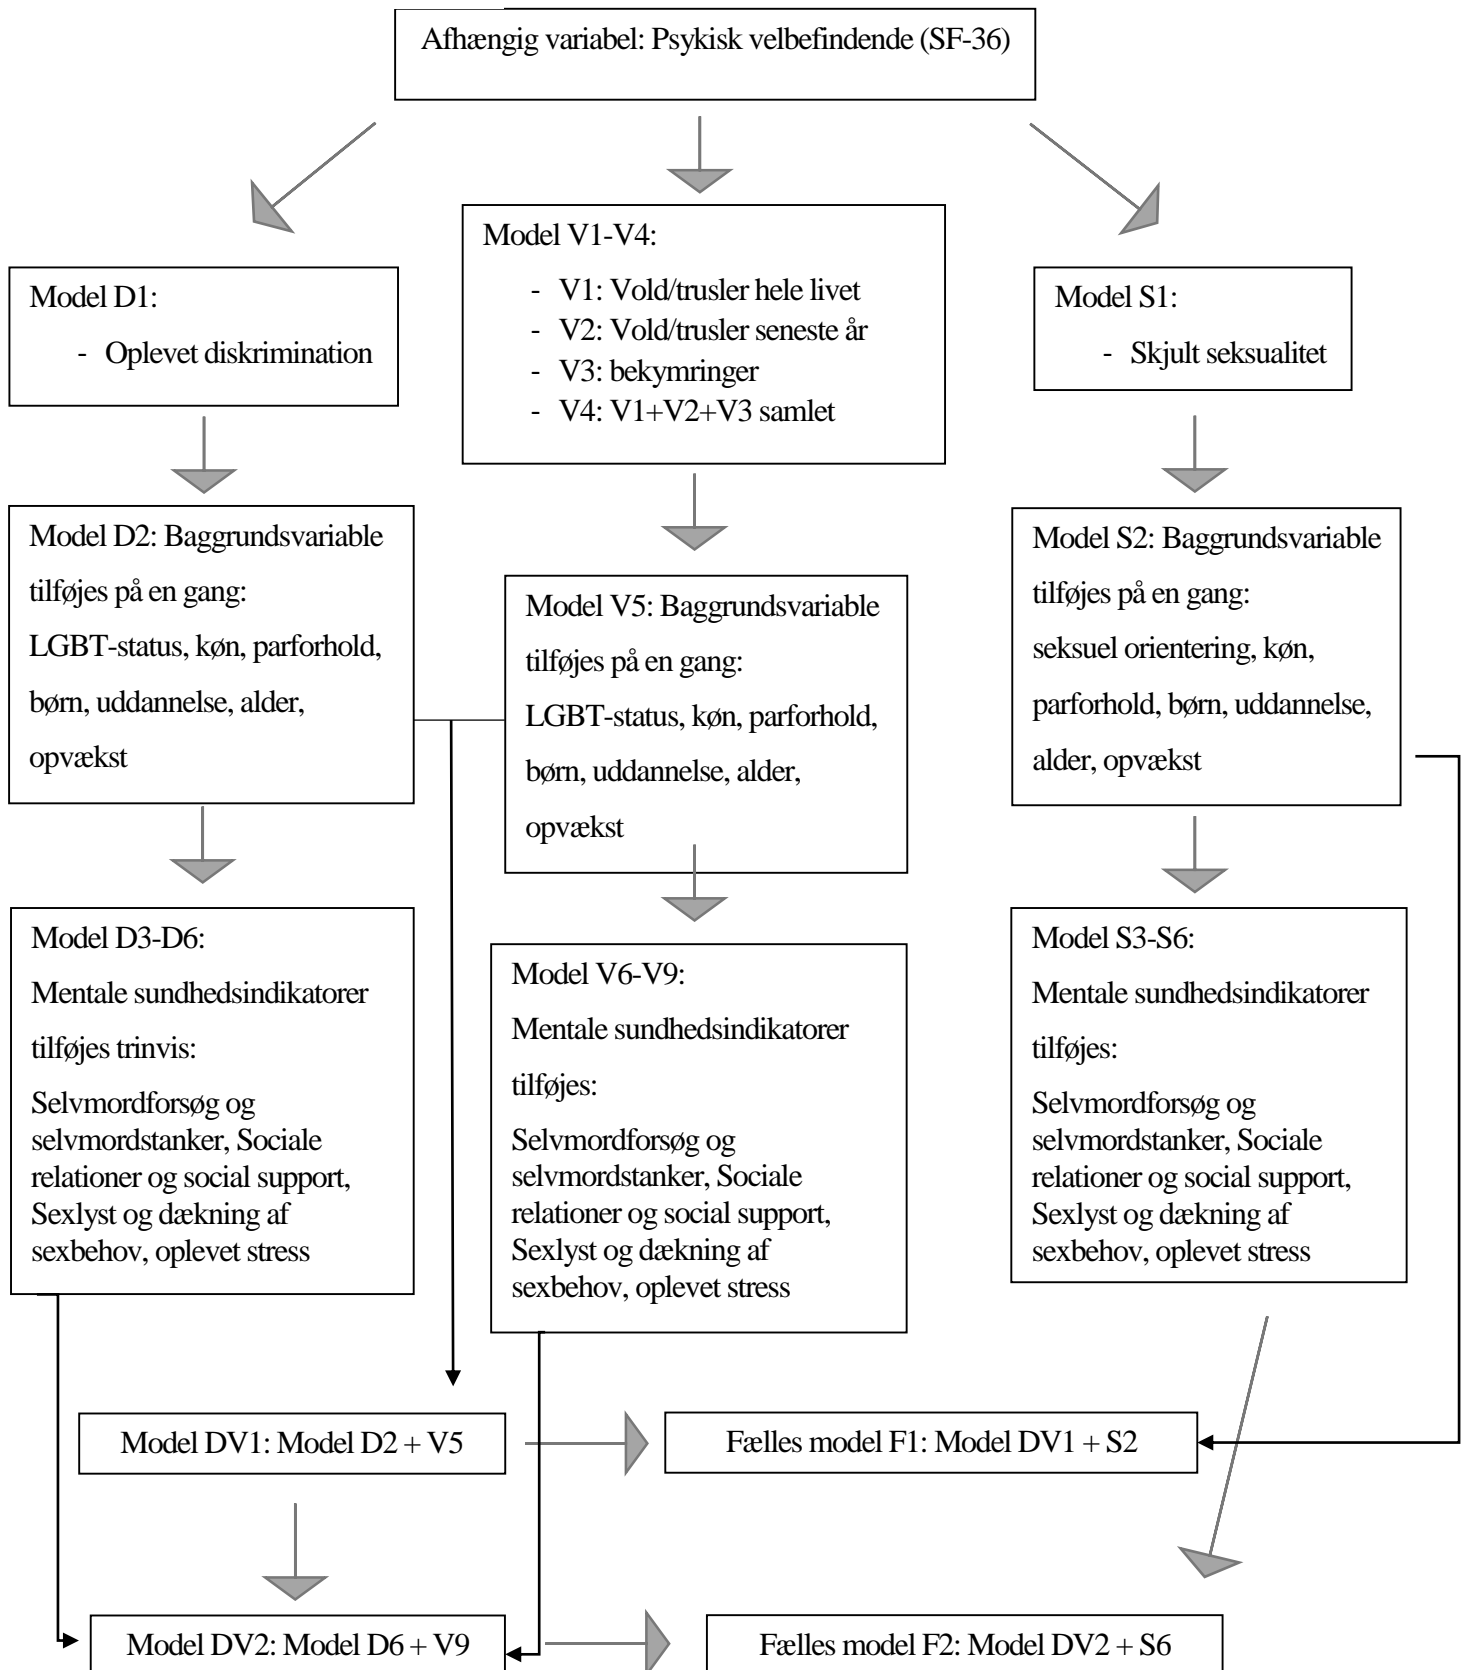 Afhængig variabel: Psykisk velbefindende (SF-36)
Model D1:
- Oplevet diskrimination
Model V1-V4:
- V1: Vold/trusler hele livet
- V2: Vold/trusler seneste år
- V3: bekymringer
- V4: V1+V2+V3 samlet
Model S1:
- Skjult seksualitet
Model D2: Baggrundsvariable
tilføjes på en gang:
LGBT-status, køn, parforhold,
børn, uddannelse, alder,
opvækst
Model V5: Baggrundsvariable
tilføjes på en gang:
LGBT-status, køn, parforhold,
børn, uddannelse, alder,
opvækst
Model S2: Baggrundsvariable
tilføjes på en gang:
seksuel orientering, køn,
parforhold, børn, uddannelse,
alder, opvækst
Model D3-D6:
Mentale sundhedsindikatorer
tilføjes trinvis:
Selvmordforsøg og
selvmordstanker, Sociale
relationer og social support,
Sexlyst og dækning af
sexbehov, oplevet stress
Model V6-V9:
Mentale sundhedsindikatorer
tilføjes:
Selvmordforsøg og
selvmordstanker, Sociale
relationer og social support,
Sexlyst og dækning af
sexbehov, oplevet stress
Model S3-S6:
Mentale sundhedsindikatorer
tilføjes:
Selvmordforsøg og
selvmordstanker, Sociale
relationer og social support,
Sexlyst og dækning af
sexbehov, oplevet stress
Model DV1: Model D2 + V5
Fælles model F1: Model DV1 + S2
Model DV2: Model D6 + V9
Fælles model F2: Model DV2 + S6